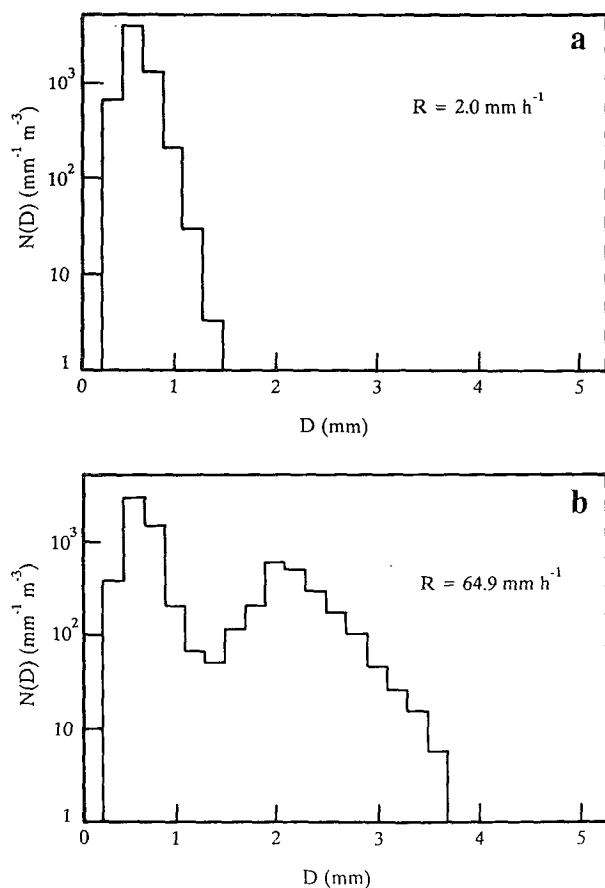 a
10³
10²
10
1
N(D) (mm⁻¹ m⁻³)
R = 2.0 mm h⁻¹
0 1 2 3 4 5
D (mm)
b
10³
10²
10
1
N(D) (mm⁻¹ m⁻³)
R = 64.9 mm h⁻¹
0 1 2 3 4 5
D (mm)